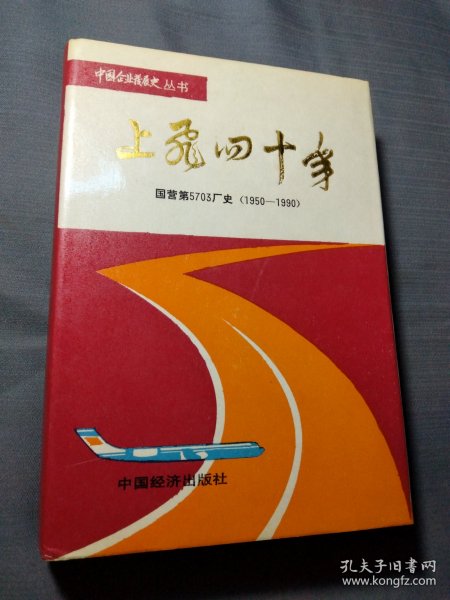 中国企业发展史丛书
上飞四十年
国营第5703厂史（1950—1990）
中国经济出版社
孔夫子旧书网
www.kongfz.com